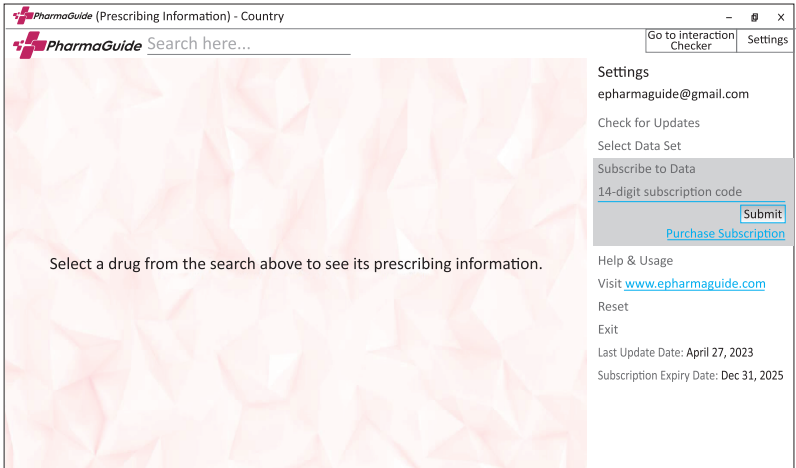 PharmaGuide (Prescribing Information) - Country
PharmaGuide Search here...
Go to interaction
Checker
Settings
Settings
epharmaguide@gmail.com
Check for Updates
Select Data Set
Subscribe to Data
14-digit subscription code
Submit
Purchase Subscription
Select a drug from the search above to see its prescribing information.
Help & Usage
Visit www.epharmaguide.com
Reset
Exit
Last Update Date: April 27, 2023
Subscription Expiry Date: Dec 31, 2025